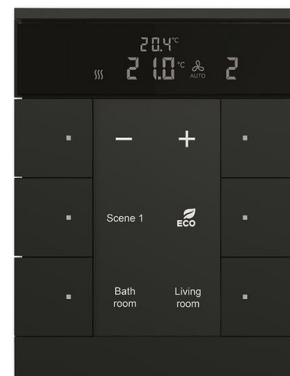 20.4°C
21.0°C AUTO 2
− +
Scene 1 ECO
Bath room
Living room